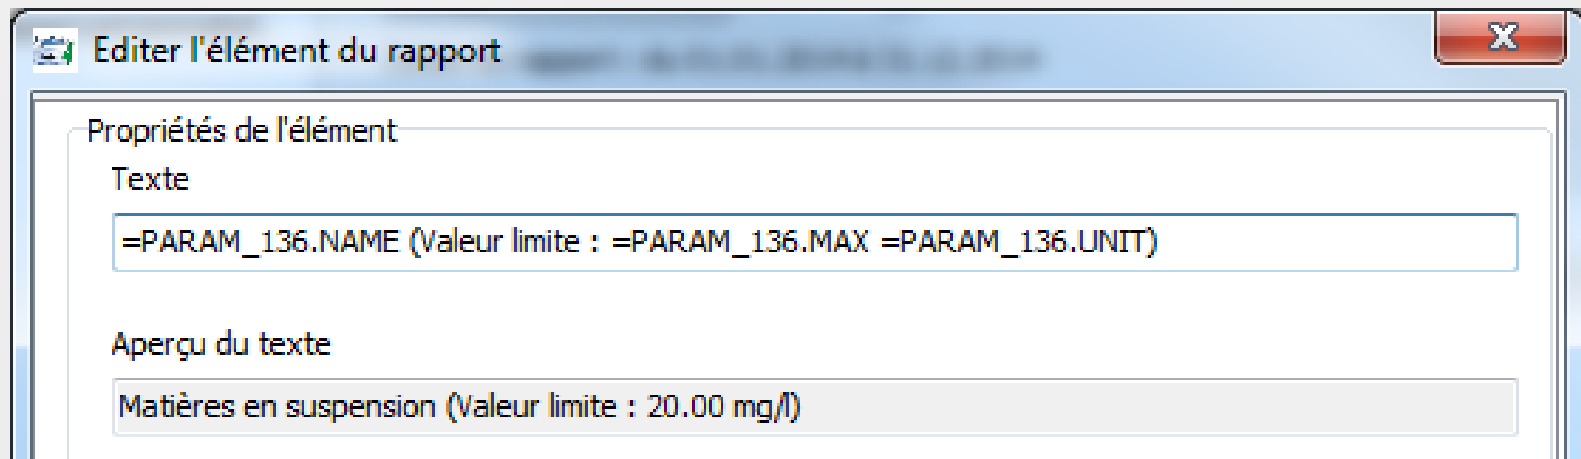 Editer l'élément du rapport
Propriétés de l'élément
Texte
=PARAM_136.NAME (Valeur limite : =PARAM_136.MAX =PARAM_136.UNIT)
Aperçu du texte
Matières en suspension (Valeur limite : 20.00 mg/l)